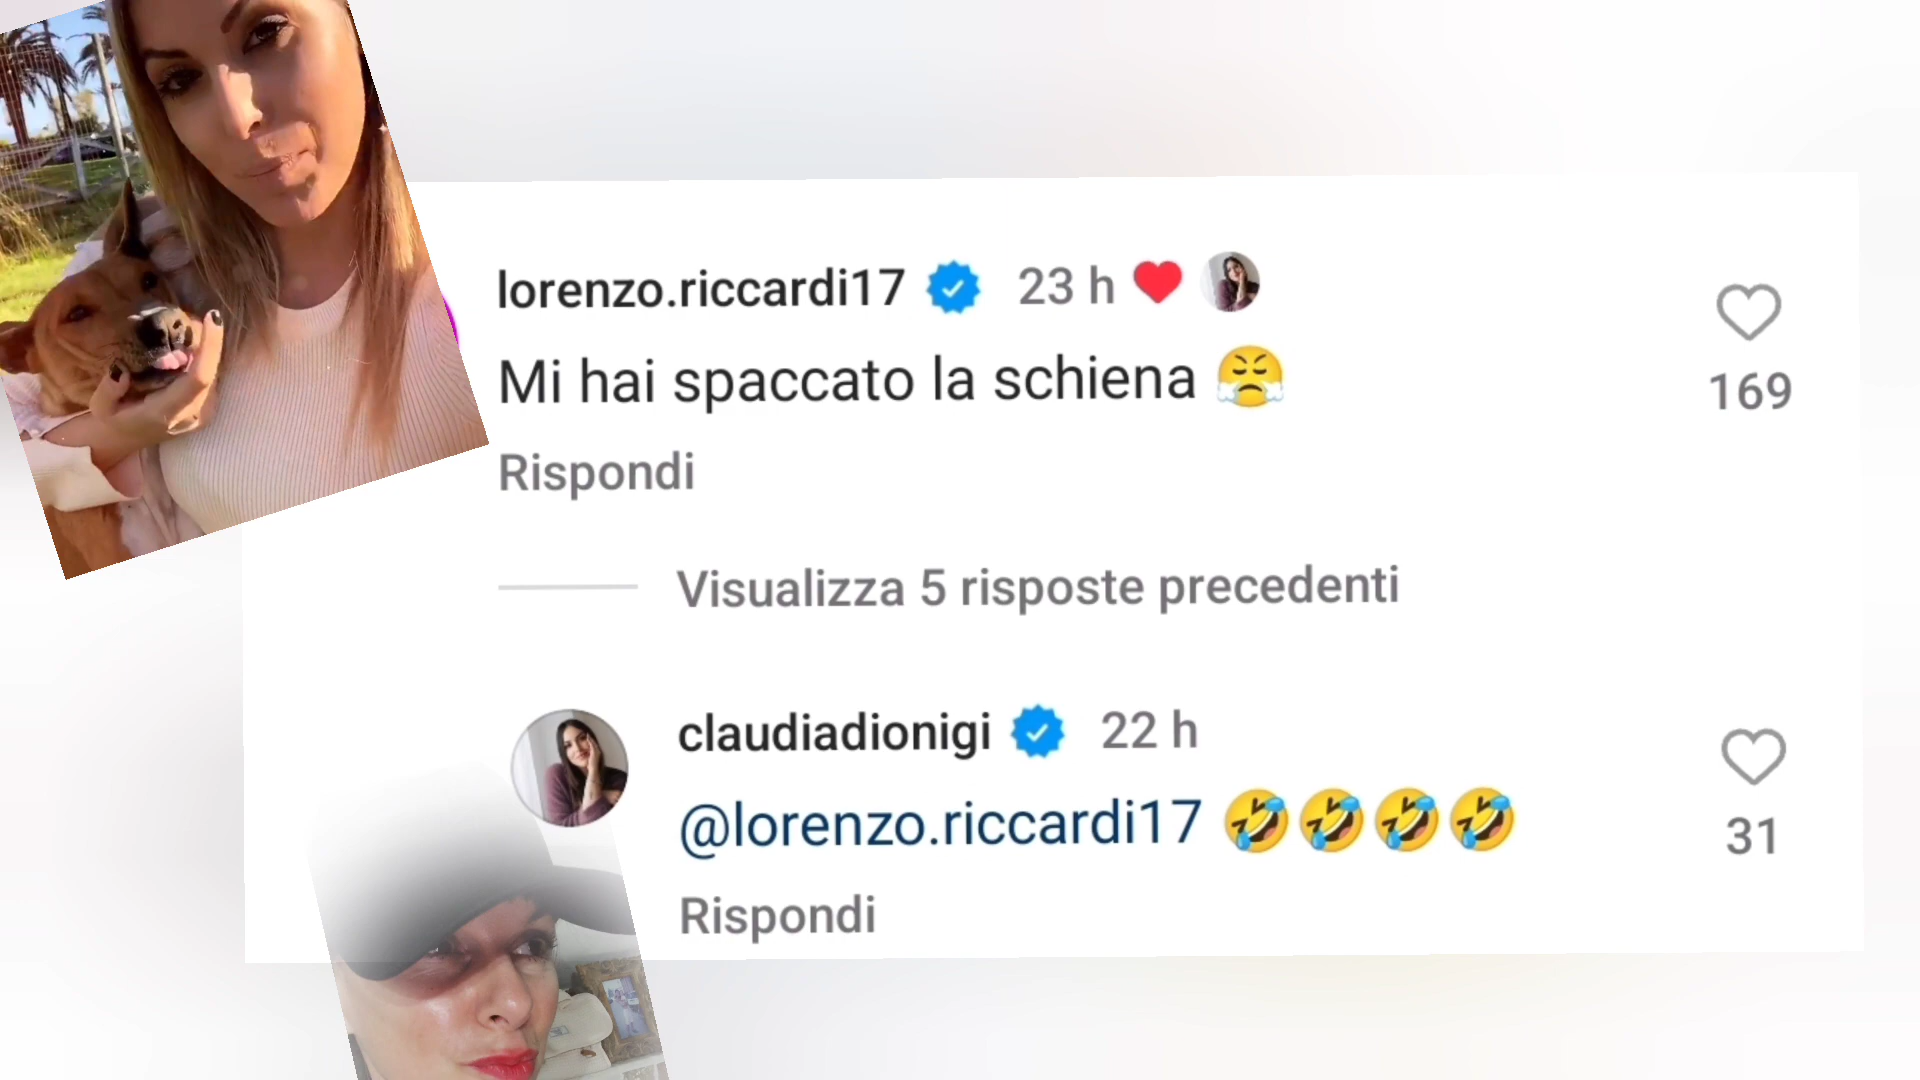 lorenzo.riccardi17 23 h
Mi hai spaccato la schiena 😤
169
Rispondi
Visualizza 5 risposte precedenti
claudiadionigi 22 h
@lorenzo.riccardi17 🤣🤣🤣🤣
31
Rispondi